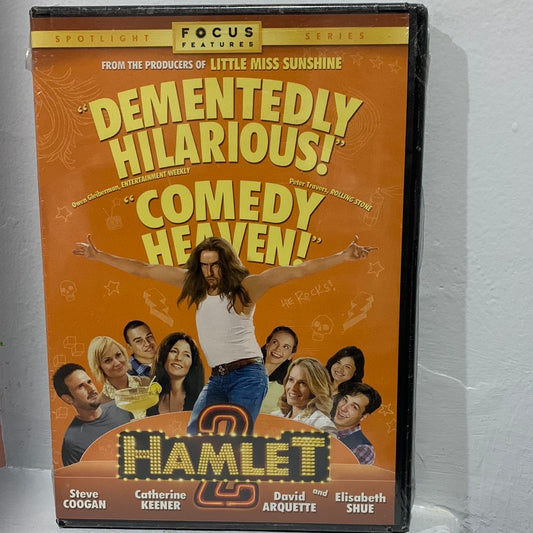 SPOTLIGHT FOCUS FEATURES SERIES
FROM THE PRODUCERS OF LITTLE MISS SUNSHINE
"DEMENTEDLY
HILARIOUS!"
Owen Gleiberman, ENTERTAINMENT WEEKLY
"COMEDY
HEAVEN!"
Peter Travers, ROLLING STONE
HE ROCKS!
HAMLET
2
Steve COOGAN
Catherine KEENER
David ARQUETTE
and Elisabeth SHUE